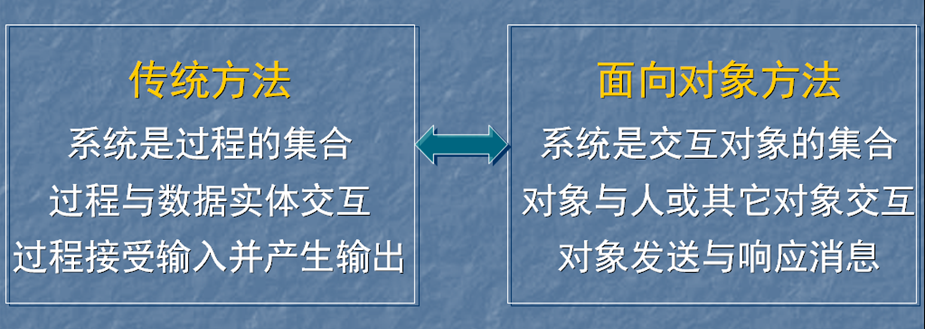 传统方法
系统是过程的集合
过程与数据实体交互
过程接受输入并产生输出
面向对象方法
系统是交互对象的集合
对象与人或其它对象交互
对象发送与响应消息